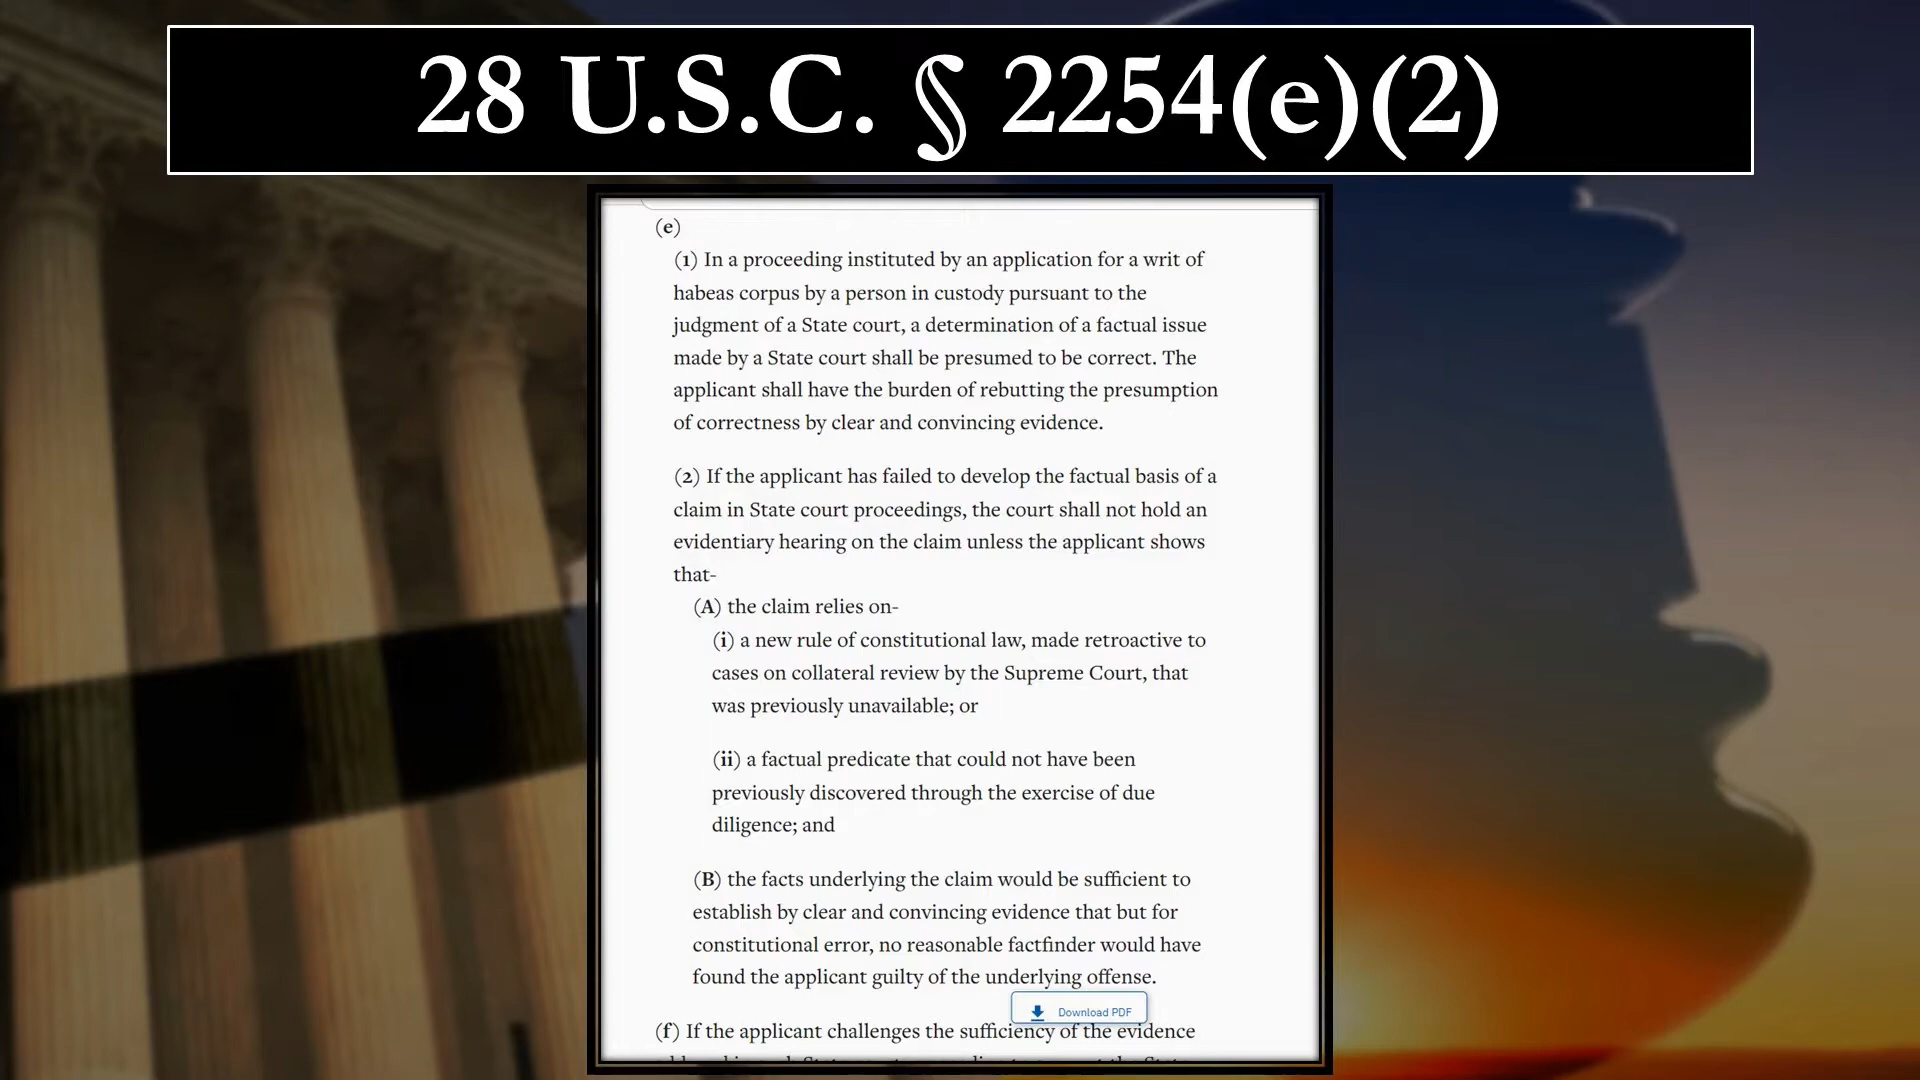 28 U.S.C. § 2254(e)(2)
(e)
(1) In a proceeding instituted by an application for a writ of
habeas corpus by a person in custody pursuant to the
judgment of a State court, a determination of a factual issue
made by a State court shall be presumed to be correct. The
applicant shall have the burden of rebutting the presumption
of correctness by clear and convincing evidence.
(2) If the applicant has failed to develop the factual basis of a
claim in State court proceedings, the court shall not hold an
evidentiary hearing on the claim unless the applicant shows
that-
(A) the claim relies on-
(i) a new rule of constitutional law, made retroactive to
cases on collateral review by the Supreme Court, that
was previously unavailable; or
(ii) a factual predicate that could not have been
previously discovered through the exercise of due
diligence; and
(B) the facts underlying the claim would be sufficient to
establish by clear and convincing evidence that but for
constitutional error, no reasonable factfinder would have
found the applicant guilty of the underlying offense.
Download PDF
(f) If the applicant challenges the sufficiency of the evidence